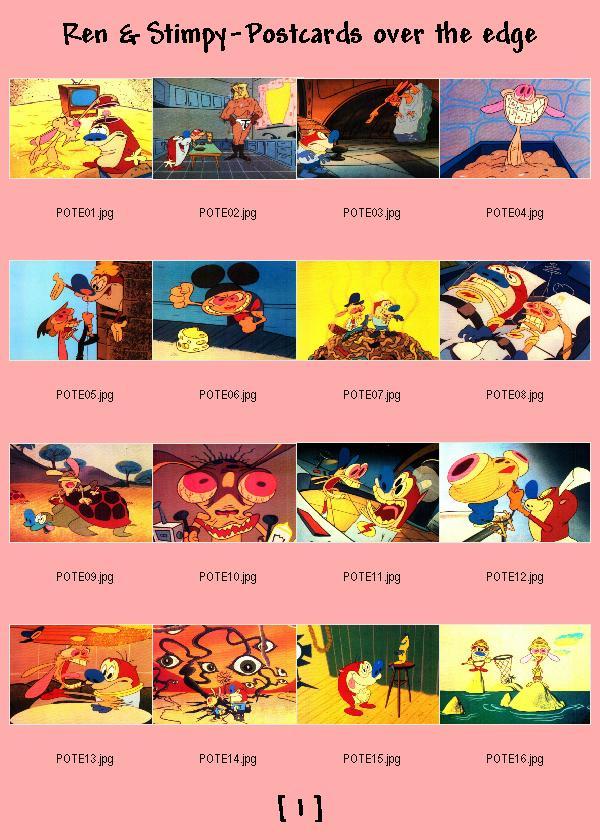 Ren & Stimpy-Postcards over the edge
POTE01.jpg POTE02.jpg POTE03.jpg POTE04.jpg
POTE05.jpg POTE06.jpg POTE07.jpg POTE08.jpg
POTE09.jpg POTE10.jpg POTE11.jpg POTE12.jpg
POTE13.jpg POTE14.jpg POTE15.jpg POTE16.jpg
[ 1 ]